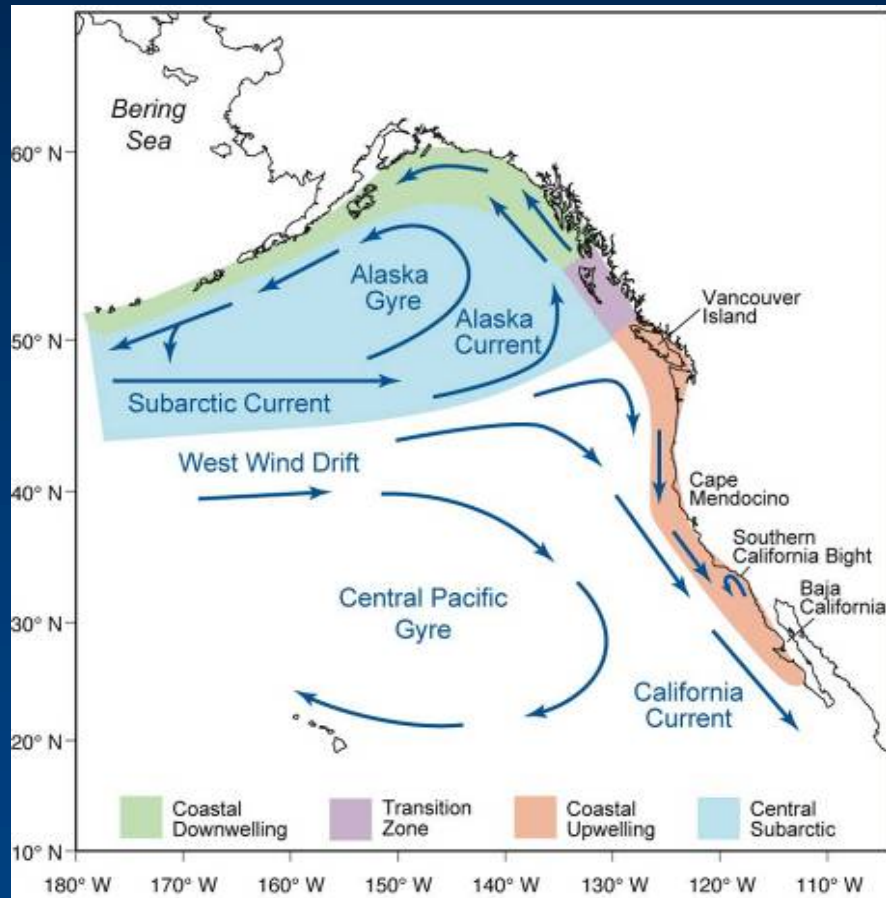 Bering
Sea
60° N
Alaska
Gyre
Alaska
Current
Vancouver
Island
50° N
Subarctic Current
West Wind Drift
40° N
Cape
Mendocino
Southern
California Bight
Baja
California
Central Pacific
Gyre
30° N
California
Current
20° N
Coastal
Downwelling
Transition
Zone
Coastal
Upwelling
Central
Subarctic
10° N
180° W 170° W 160° W 150° W 140° W 130° W 120° W 110° W